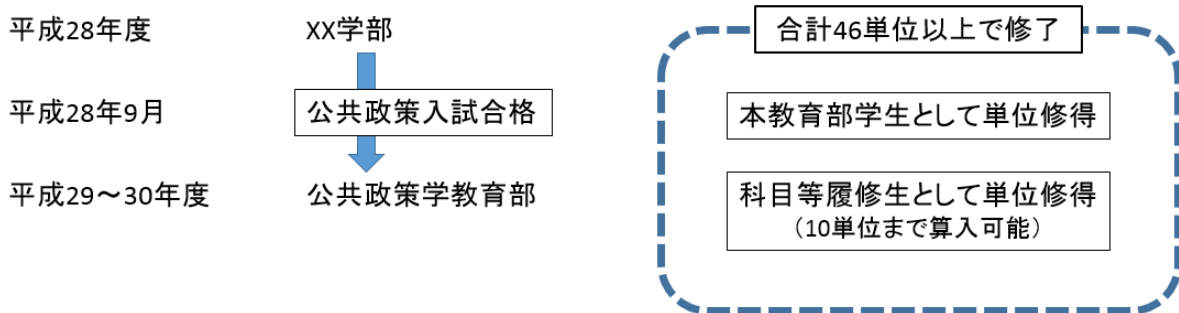 平成28年度
XX学部
合計46単位以上で修了
平成28年9月
公共政策入試合格
本教育部学生として単位修得
平成29～30年度
公共政策学教育部
科目等履修生として単位修得
（10単位まで算入可能）